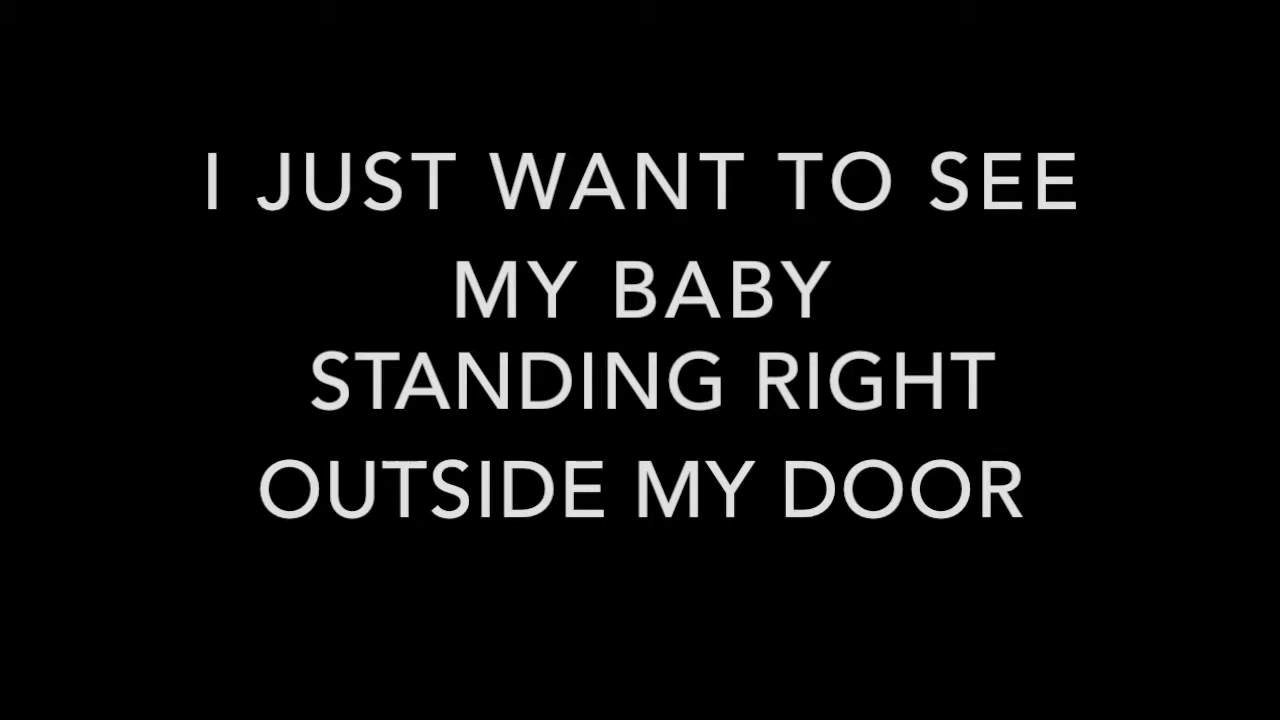 I JUST WANT TO SEE
MY BABY
STANDING RIGHT
OUTSIDE MY DOOR